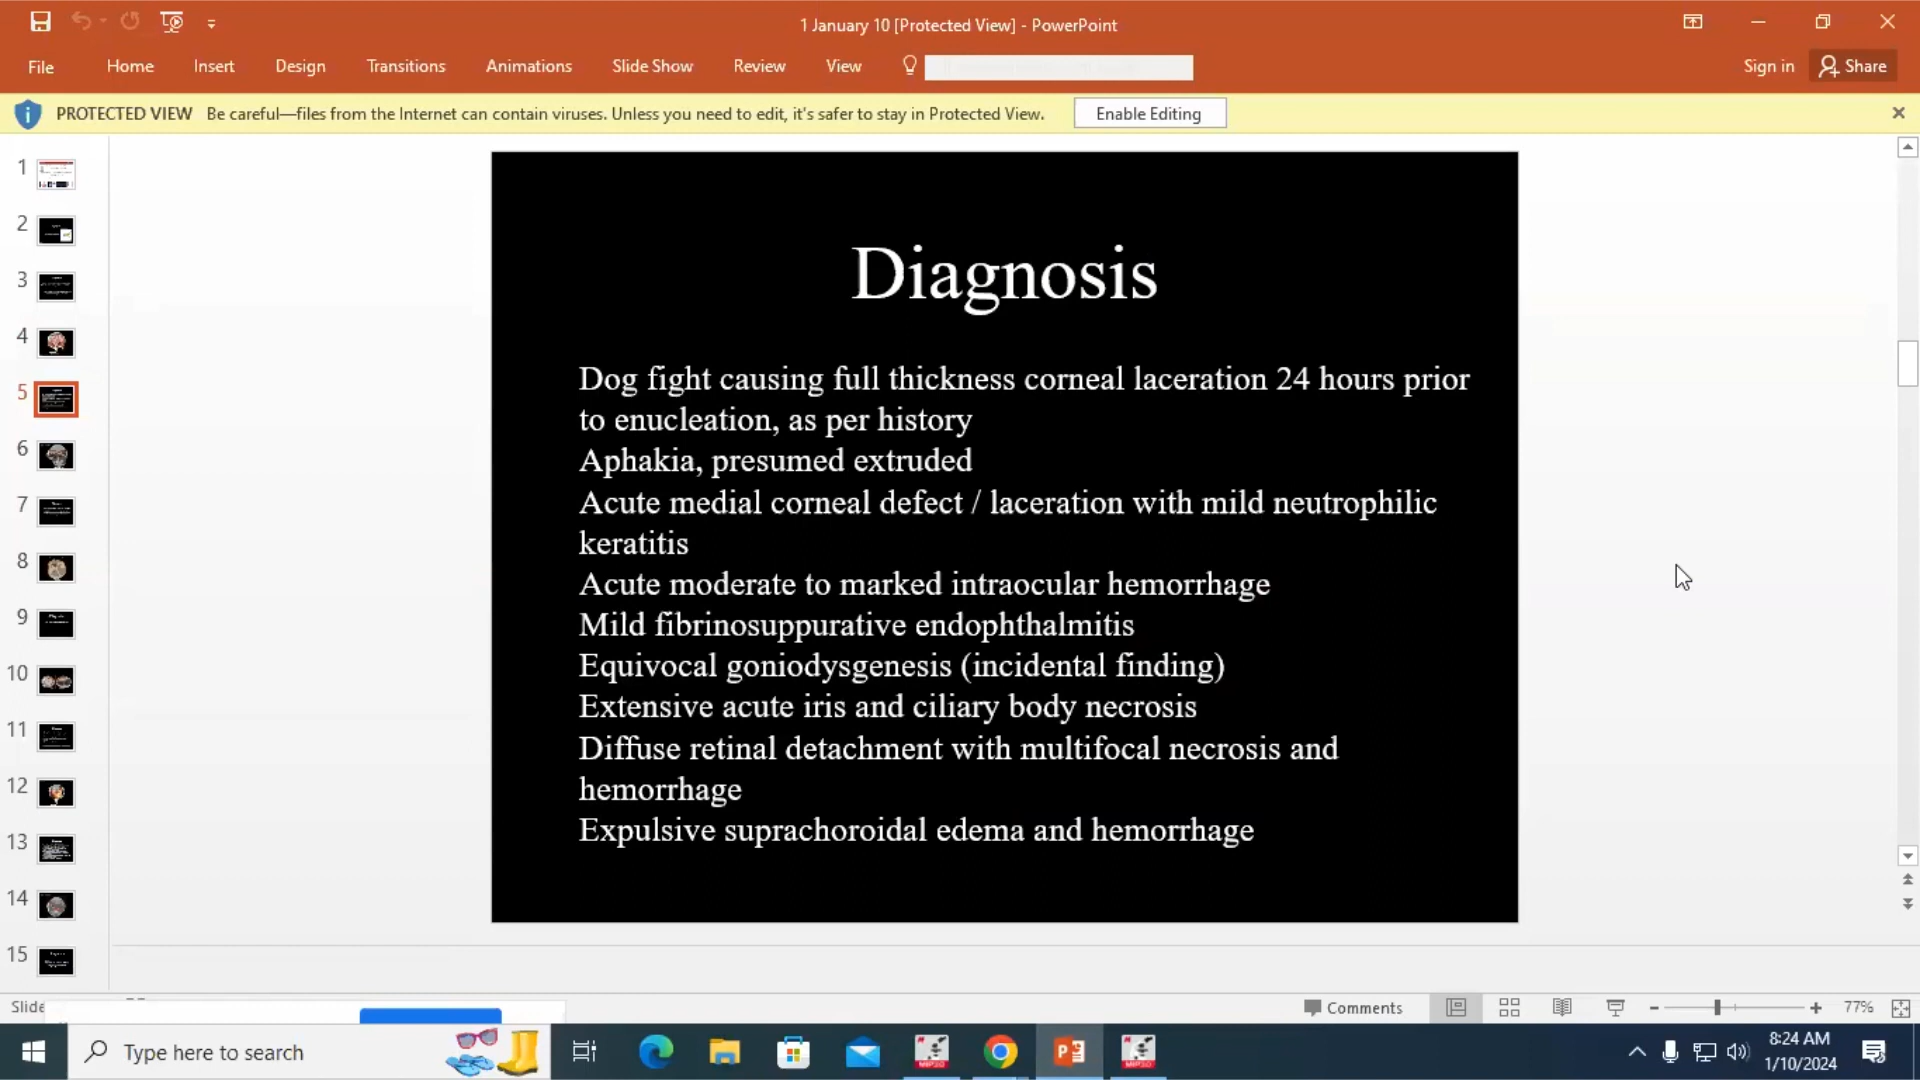 1 January 10 [Protected View] - PowerPoint
File Home Insert Design Transitions Animations Slide Show Review View Sign in Share
PROTECTED VIEW Be careful—files from the Internet can contain viruses. Unless you need to edit, it's safer to stay in Protected View. Enable Editing
1
2
3
4
5
6
7
8
9
10
11
12
13
14
15
Diagnosis
Dog fight causing full thickness corneal laceration 24 hours prior
to enucleation, as per history
Aphakia, presumed extruded
Acute medial corneal defect / laceration with mild neutrophilic
keratitis
Acute moderate to marked intraocular hemorrhage
Mild fibrinosuppurative endophthalmitis
Equivocal goniodysgenesis (incidental finding)
Extensive acute iris and ciliary body necrosis
Diffuse retinal detachment with multifocal necrosis and
hemorrhage
Expulsive suprachoroidal edema and hemorrhage
Comments 77%
Type here to search
8:24 AM
1/10/2024